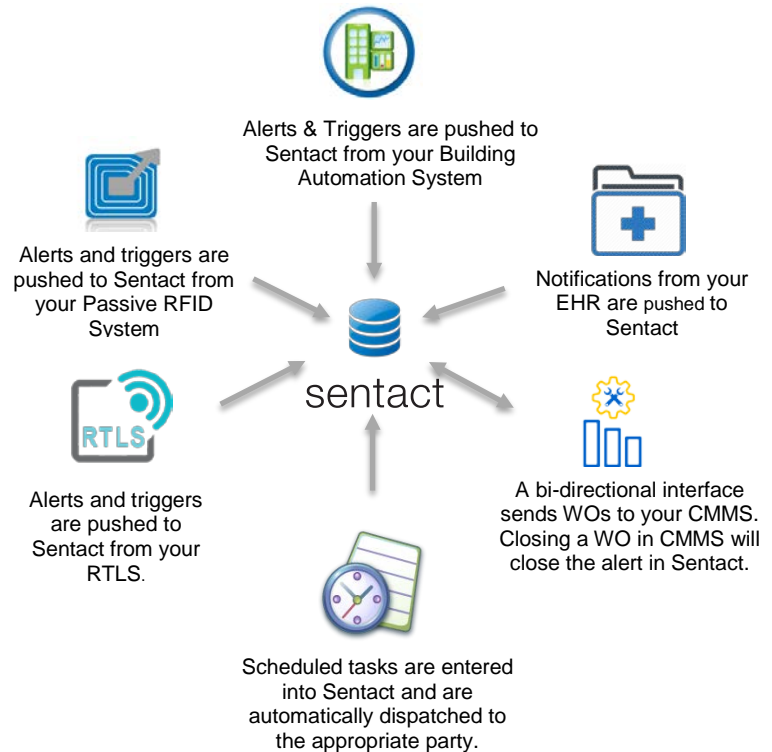 Alerts & Triggers are pushed to
Sentact from your Building
Automation System
Alerts and triggers are
pushed to Sentact from
your Passive RFID
System
Notifications from your
EHR are pushed to
Sentact
sentact
RTLS
Alerts and triggers
are pushed to
Sentact from your
RTLS.
A bi-directional interface
sends WOs to your CMMS.
Closing a WO in CMMS will
close the alert in Sentact.
Scheduled tasks are entered
into Sentact and are
automatically dispatched to
the appropriate party.